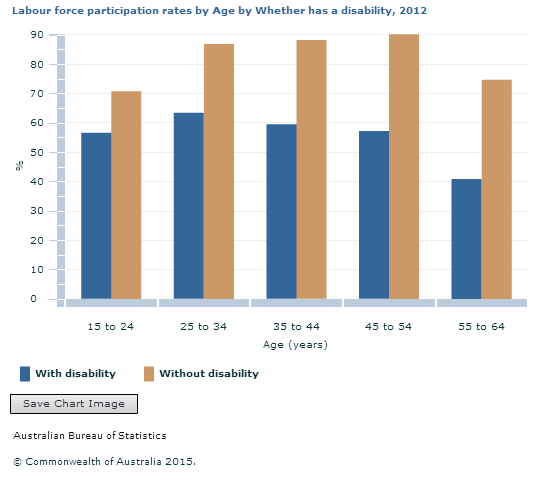 Labour force participation rates by Age by Whether has a disability, 2012
90
80
70
60
50
40
30
20
10
0
%
15 to 24 25 to 34 35 to 44 45 to 54 55 to 64
Age (years)
With disability Without disability
Save Chart Image
Australian Bureau of Statistics
© Commonwealth of Australia 2015.